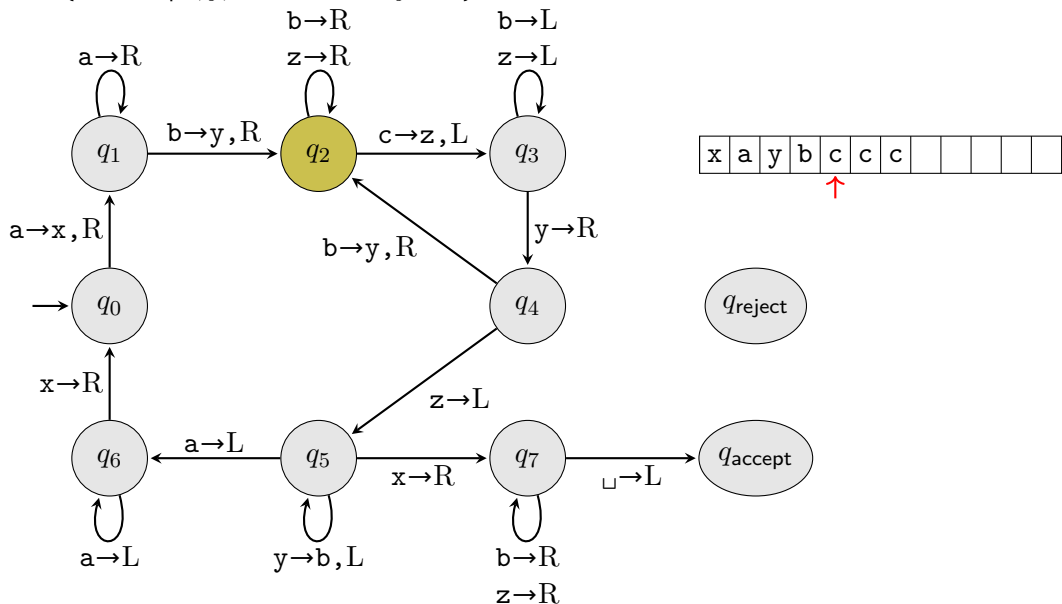 b→R b→L
a→R z→R z→L
q1 b→y,R q2 c→z,L q3 x a y b c c c
a→x,R b→y,R y→R
q0 q4 qreject
x→R z→L
q6 a→L q5 x→R q7 ␣→L qaccept
a→L y→b,L b→R
z→R